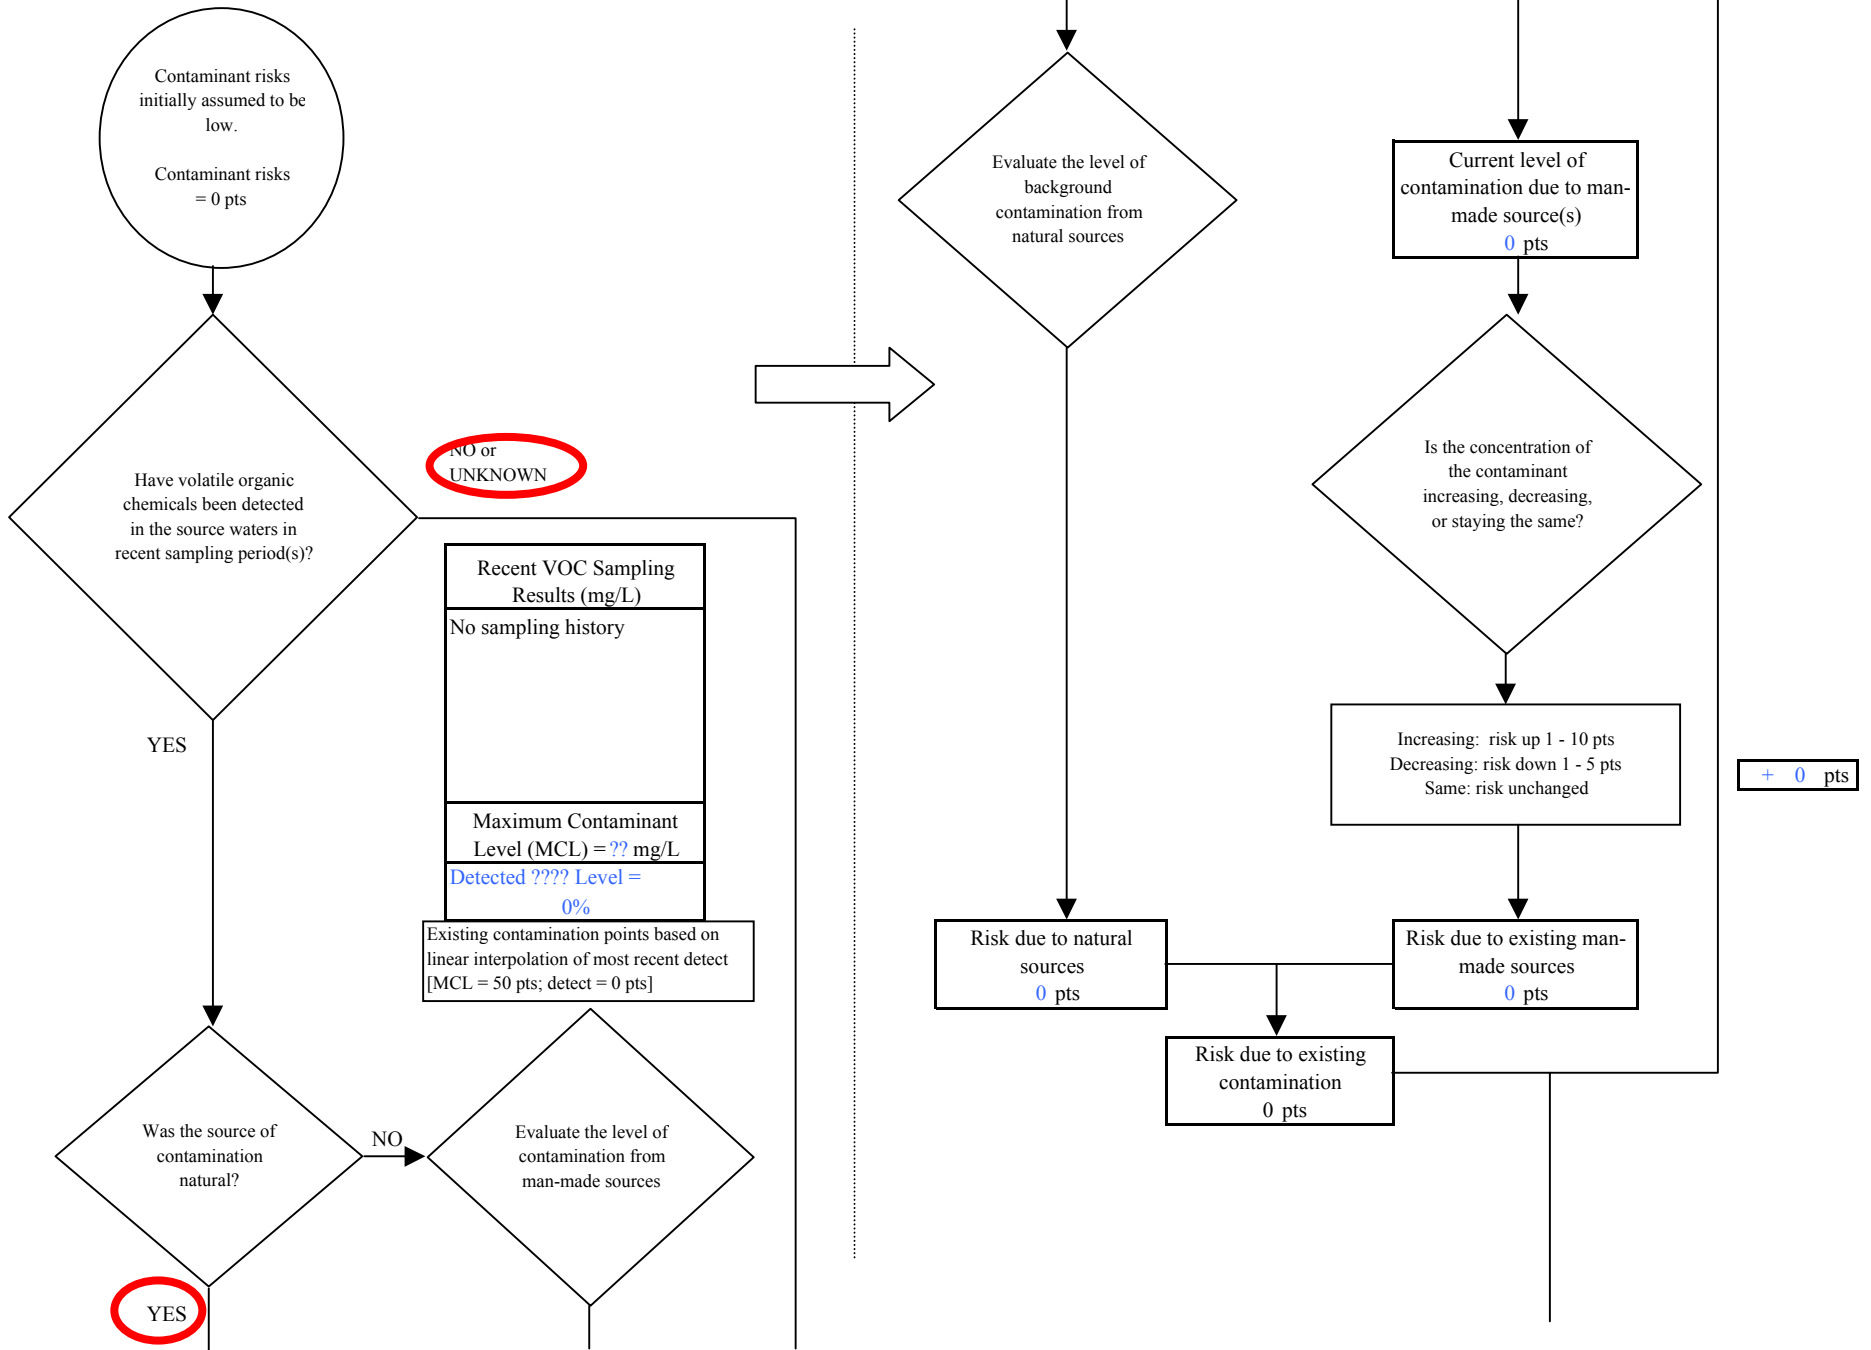 Contaminant risks
initially assumed to be
low.
Contaminant risks
= 0 pts
Have volatile organic
chemicals been detected
in the source waters in
recent sampling period(s)?
NO or
UNKNOWN
Recent VOC Sampling
Results (mg/L)
No sampling history
Maximum Contaminant
Level (MCL) = ?? mg/L
Detected ???? Level =
0%
Existing contamination points based on
linear interpolation of most recent detect
[MCL = 50 pts; detect = 0 pts]
YES
Was the source of
contamination
natural?
NO
Evaluate the level of
contamination from
man-made sources
YES
Evaluate the level of
background
contamination from
natural sources
Current level of
contamination due to man-
made source(s)
0 pts
Is the concentration of
the contaminant
increasing, decreasing,
or staying the same?
Increasing: risk up 1 - 10 pts
Decreasing: risk down 1 - 5 pts
Same: risk unchanged
+ 0 pts
Risk due to natural
sources
0 pts
Risk due to existing man-
made sources
0 pts
Risk due to existing
contamination
0 pts